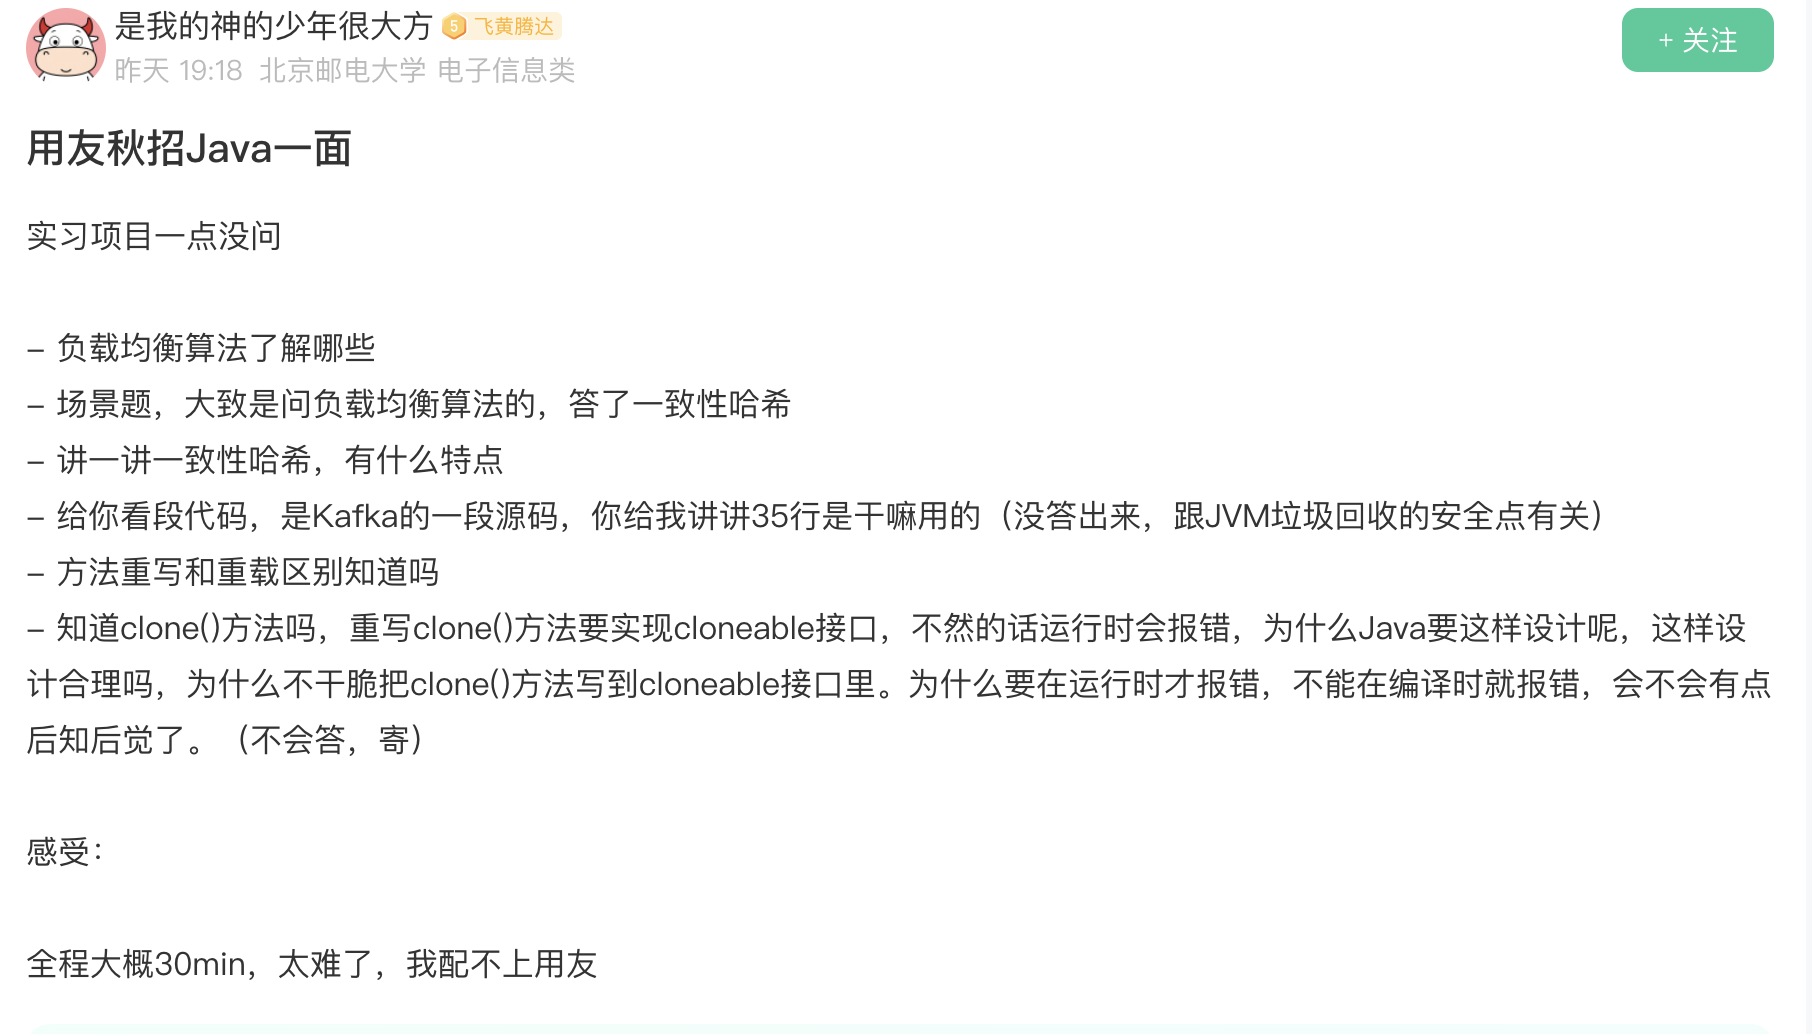 是我的神的少年很大方 5 飞黄腾达
+ 关注
昨天 19:18 北京邮电大学 电子信息类
用友秋招Java一面
实习项目一点没问
- 负载均衡算法了解哪些
- 场景题，大致是问负载均衡算法的，答了一致性哈希
- 讲一讲一致性哈希，有什么特点
- 给你看段代码，是Kafka的一段源码，你给我讲讲35行是干嘛用的（没答出来，跟JVM垃圾回收的安全点有关）
- 方法重写和重载区别知道吗
- 知道clone()方法吗，重写clone()方法要实现cloneable接口，不然的话运行时会报错，为什么Java要这样设计呢，这样设
计合理吗，为什么不干脆把clone()方法写到cloneable接口里。为什么要在运行时才报错，不能在编译时就报错，会不会有点
后知后觉了。（不会答，寄）
感受：
全程大概30min，太难了，我配不上用友